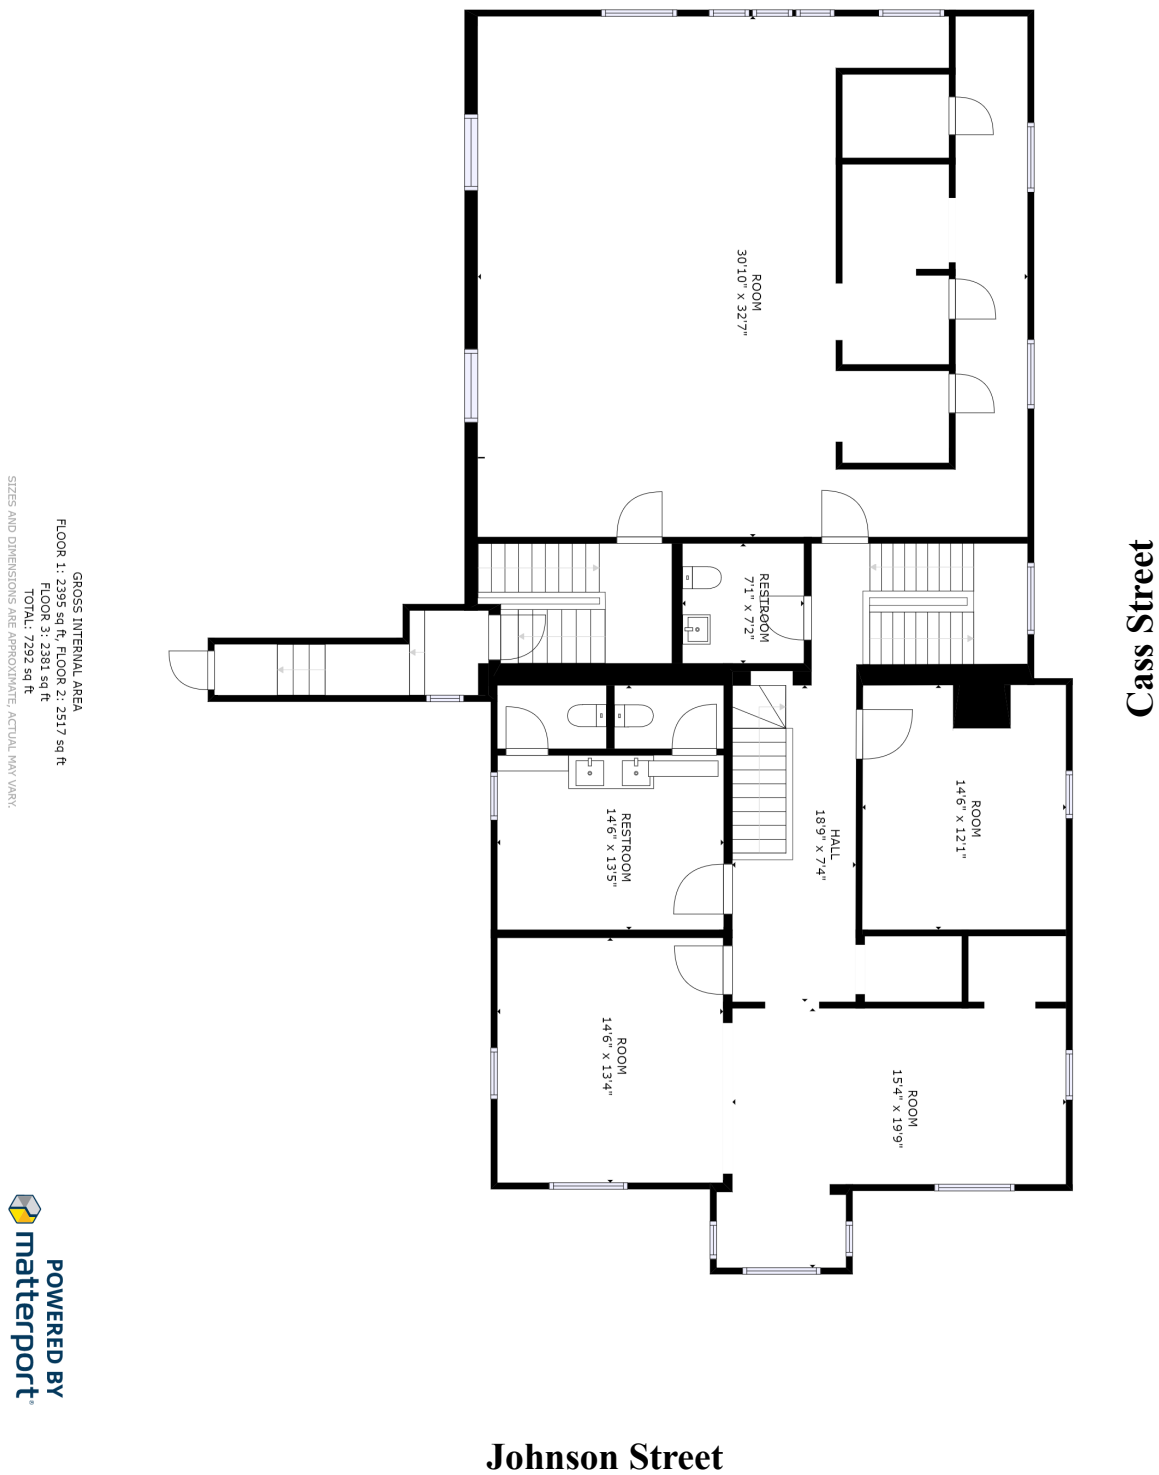 ROOM
30'10" x 32'7"
RESTROOM
7'1" x 7'2"
Cass Street
RESTROOM
14'6" x 13'5"
HALL
18'9" x 7'4"
ROOM
14'6" x 12'1"
ROOM
14'6" x 13'4"
ROOM
15'4" x 19'9"
GROSS INTERNAL AREA
FLOOR 1: 2395 sq ft, FLOOR 2: 2517 sq ft
FLOOR 3: 2381 sq ft
TOTAL: 7292 sq ft
SIZES AND DIMENSIONS ARE APPROXIMATE, ACTUAL MAY VARY.
POWERED BY
matterport®
Johnson Street